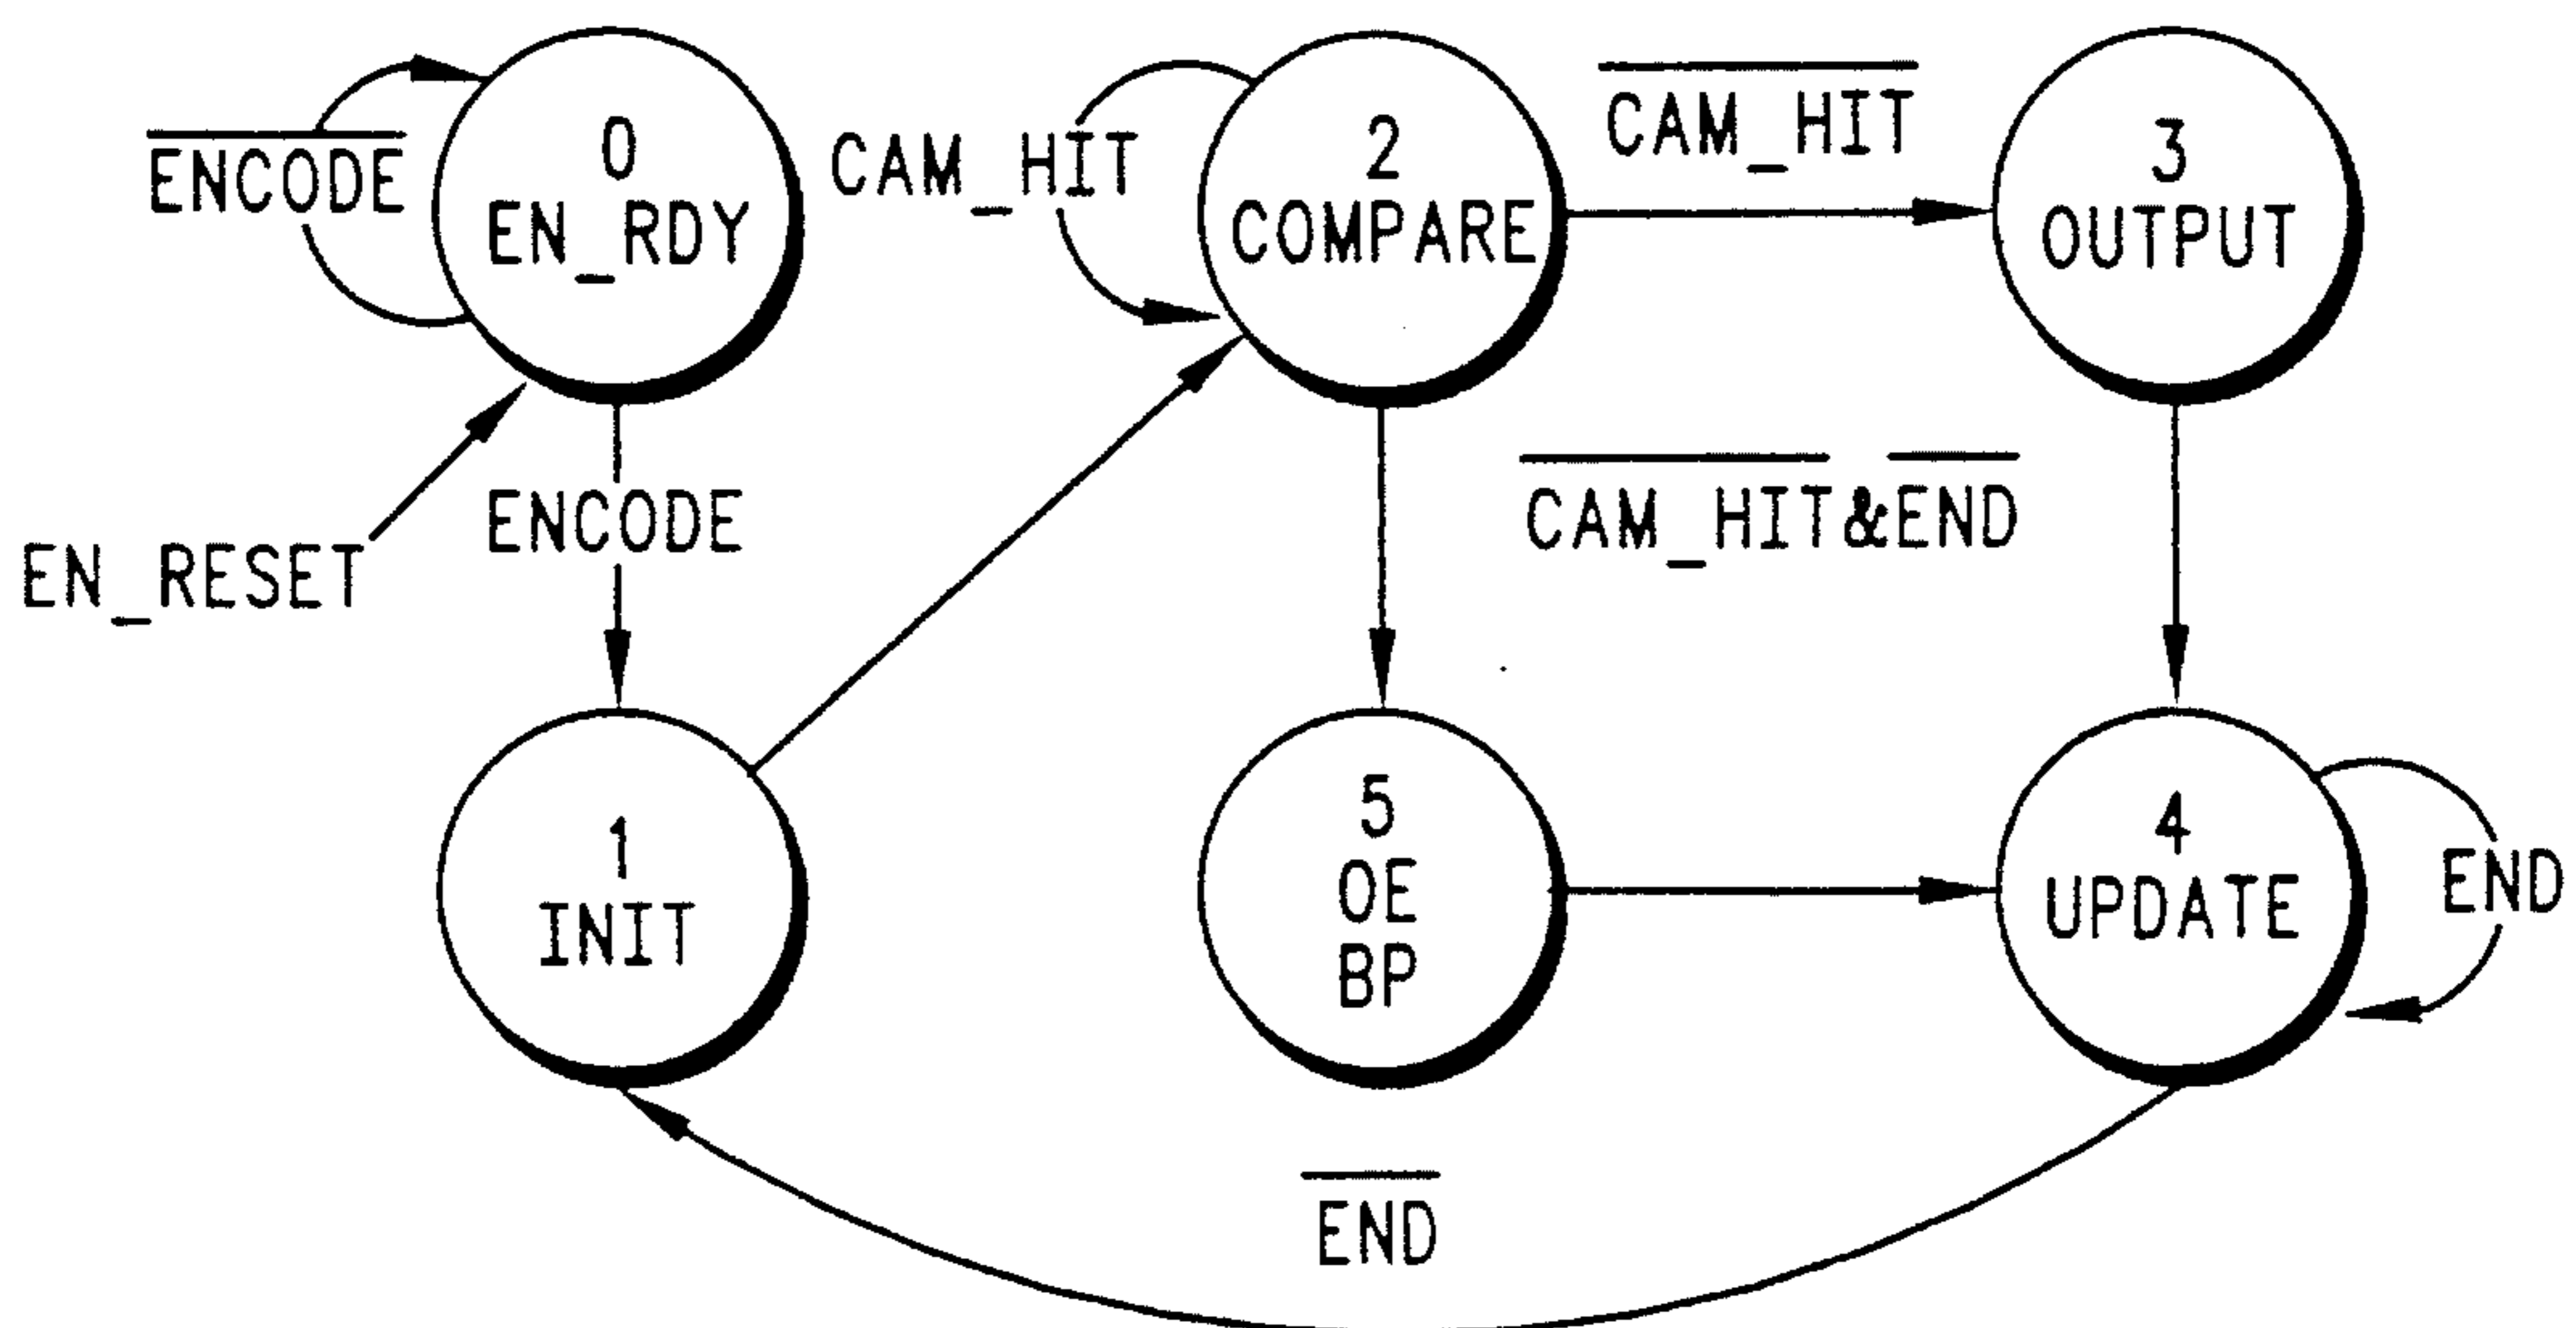 ENCODE
0
EN_RDY
CAM_HIT
2
COMPARE
CAM_HIT
3
OUTPUT
EN_RESET
ENCODE
CAM_HIT&END
1
INIT
5
OE
BP
4
UPDATE
END
END